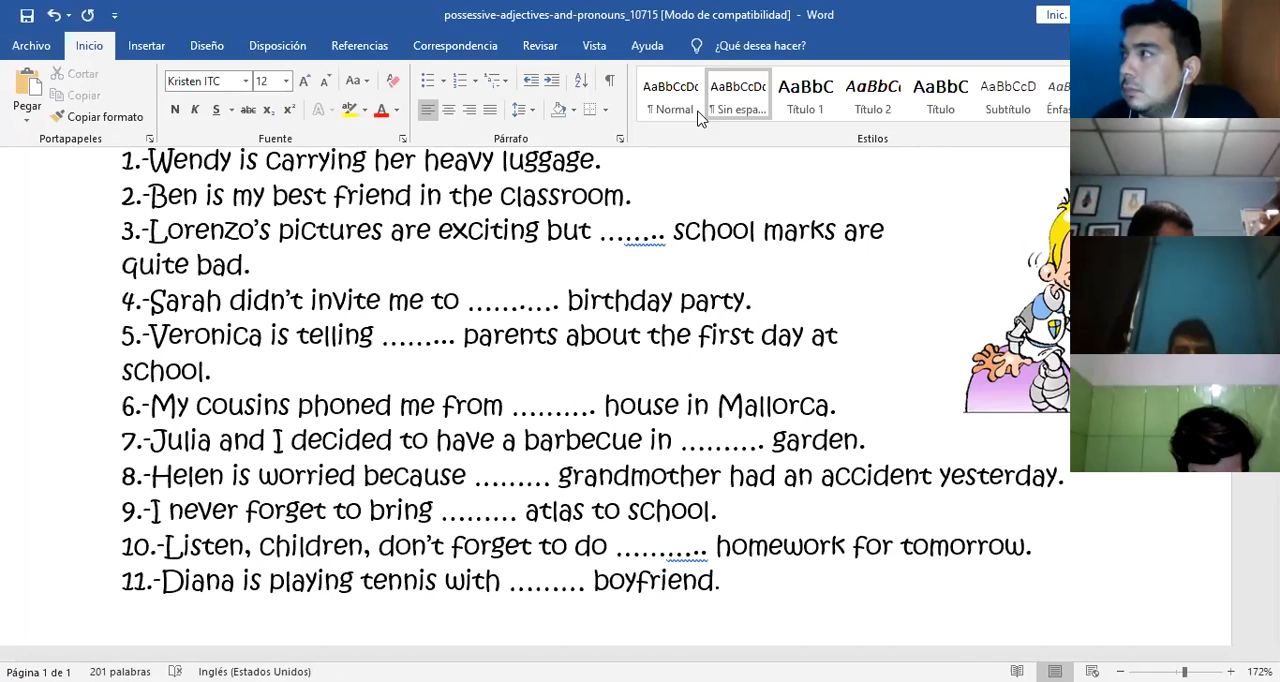 possessive-adjectives-and-pronouns_10715 [Modo de compatibilidad] - Word
Inic.
Archivo Inicio Insertar Diseño Disposición Referencias Correspondencia Revisar Vista Ayuda ¿Qué desea hacer?
Pegar
Cortar
Copiar
Copiar formato
Portapapeles
Kristen ITC 12
Aa
N K S abc x₂ x² A A
Fuente
Párrafo
AaBbCcDc AaBbCcDc AaBbC AaBbCc AaBbC AaBbCcD AaBbCcD
¶ Normal ¶ Sin espa... Título 1 Título 2 Título Subtítulo Énfas
Estilos
1.-Wendy is carrying her heavy luggage.
2.-Ben is my best friend in the classroom.
3.-Lorenzo's pictures are exciting but …….. school marks are
quite bad.
4.-Sarah didn't invite me to ………. birthday party.
5.-Veronica is telling …….. parents about the first day at
school.
6.-My cousins phoned me from ………. house in Mallorca.
7.-Julia and I decided to have a barbecue in ………. garden.
8.-Helen is worried because ……… grandmother had an accident yesterday.
9.-I never forget to bring ……… atlas to school.
10.-Listen, children, don't forget to do ……….. homework for tomorrow.
11.-Diana is playing tennis with ……… boyfriend.
Página 1 de 1 201 palabras Inglés (Estados Unidos) 172%